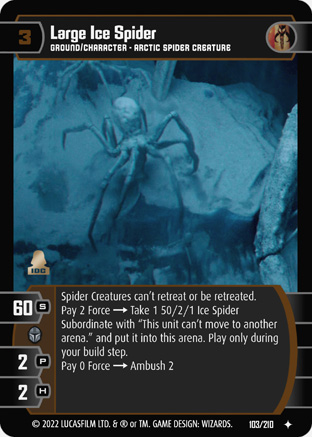 3
Large Ice Spider
GROUND/CHARACTER - ARCTIC SPIDER CREATURE
IDC
60 S
2 P
2 H
Spider Creatures can't retreat or be retreated.
Pay 2 Force → Take 1 50/2/1 Ice Spider
Subordinate with "This unit can't move to another
arena." and put it into this arena. Play only during
your build step.
Pay 0 Force → Ambush 2
© 2022 LUCASFILM LTD. & ® or TM. GAME DESIGN: WIZARDS.
103/210